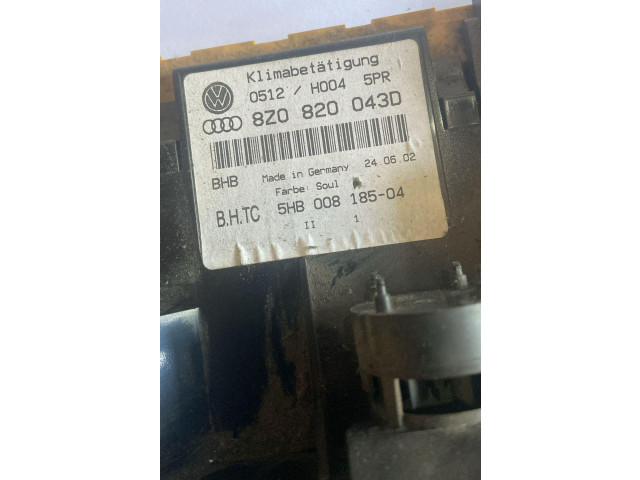 Klimabetätigung
0512 / H004 5PR
8Z0 820 043D
BHB Made in Germany 24.06.02
Farbe: Soul
B.H.TC 5HB 008 185-04
II 1